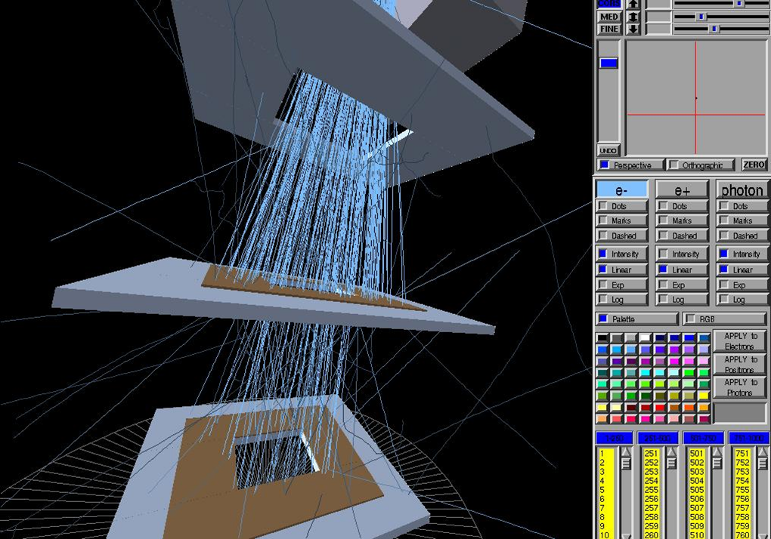 CORS
MED
FINE
UNDO
Perspective Orthographic ZERO
e- e+ photon
Dots Dots Dots
Marks Marks Marks
Dashed Dashed Dashed
Intensity Intensity Intensity
Linear Linear Linear
Exp Exp Exp
Log Log Log
Palette RGB
APPLY to
Electrons
APPLY to
Positrons
APPLY to
Photons
1 251 501 751
2 252 502 752
3 253 503 753
4 254 504 754
5 255 505 755
6 256 506 756
7 257 507 757
8 258 508 758
9 259 509 759
10 260 510 760